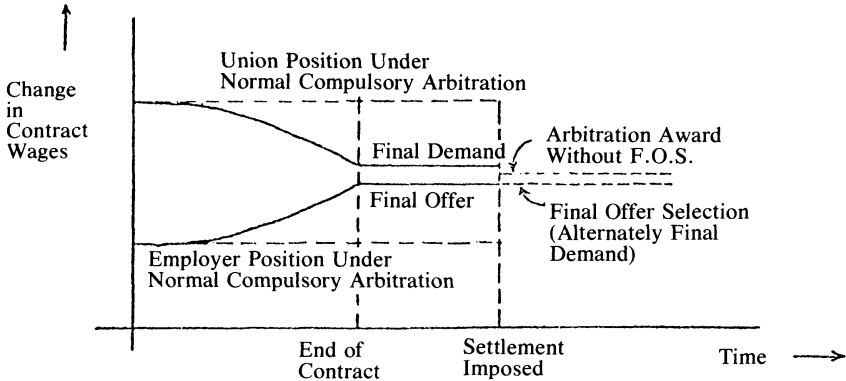 Union Position Under
Normal Compulsory Arbitration
Change
in
Contract
Wages
Final Demand
Arbitration Award
Without F.O.S.
Final Offer
Final Offer Selection
(Alternately Final
Demand)
Employer Position Under
Normal Compulsory Arbitration
End of
Contract
Settlement
Imposed
Time